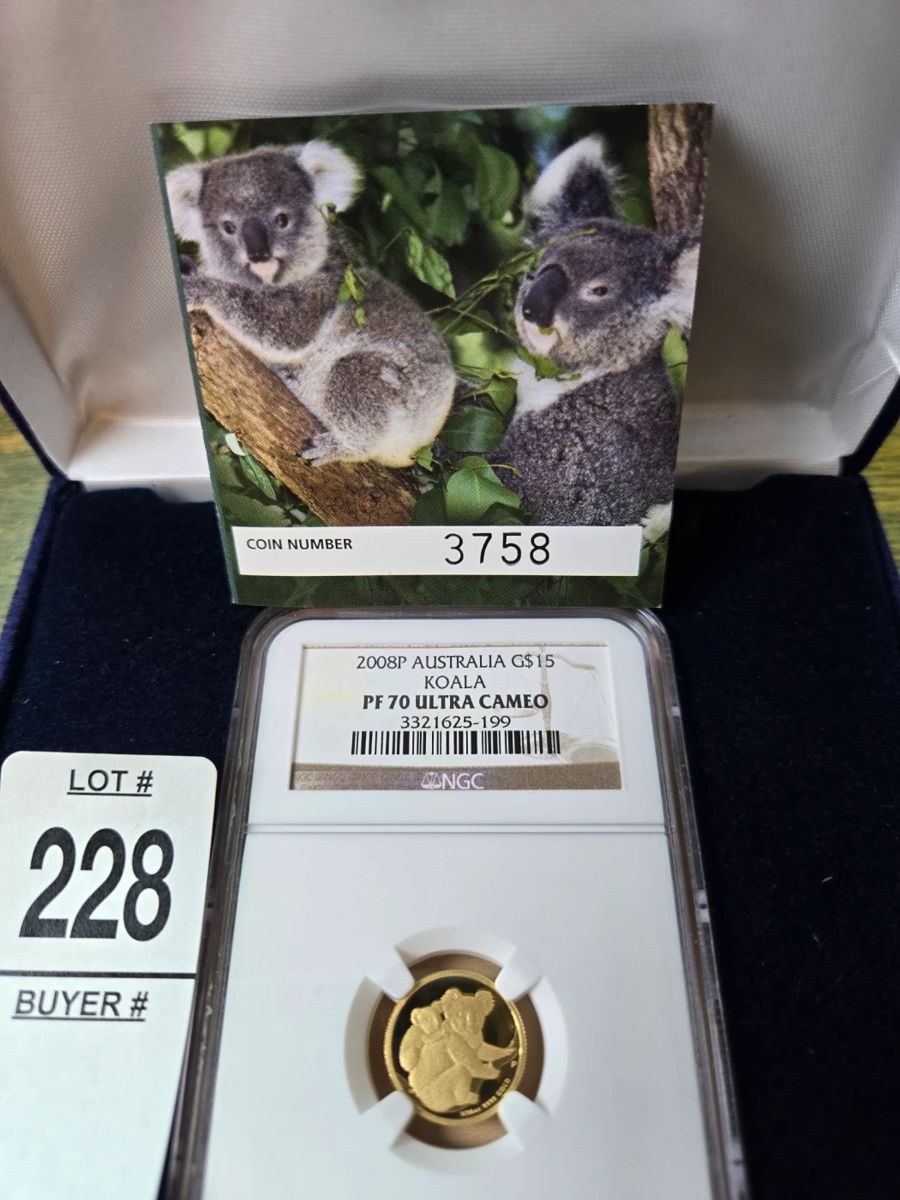 COIN NUMBER 3758
2008P AUSTRALIA G$15
KOALA
PF 70 ULTRA CAMEO
3321625-199
NGC
LOT #
228
BUYER #